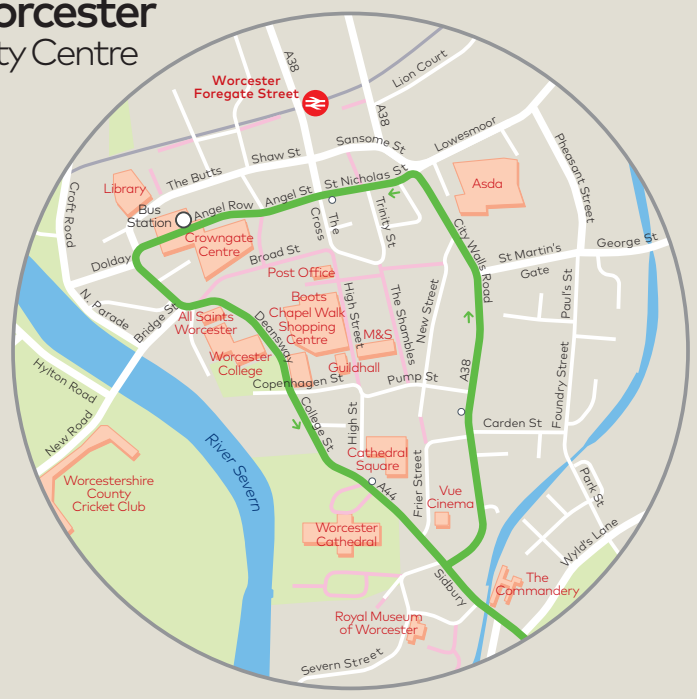 orcester
ty Centre
A38
Lion Court
Worcester
Foregate Street
A38
Sansome St
Lowesmoor
Shaw St
Pheasant Street
The Butts
St Nicholas St
Asda
Library
Angel St
Croft Road
Bus
Station
Angel Row
The
Cross
Trinity St
City Walls Road
Crowngate
Centre
Broad St
St Martin's
Gate
George St
Dolday
Post Office
Paul's St
N. Parade
Bridge St
Boots
Chapel Walk
Shopping
Centre
High Street
The Shambles
New Street
All Saints
Worcester
Deansway
M&S
Worcester
College
Guildhall
A38
Foundry Street
Hylton Road
Copenhagen St
Pump St
New Road
College St
High St
Carden St
River Severn
Cathedral
Square
Frier Street
Park St
Worcestershire
County
Cricket Club
A44
Vue
Cinema
Wyld's Lane
Worcester
Cathedral
Sidbury
The
Commandery
Royal Museum
of Worcester
Severn Street